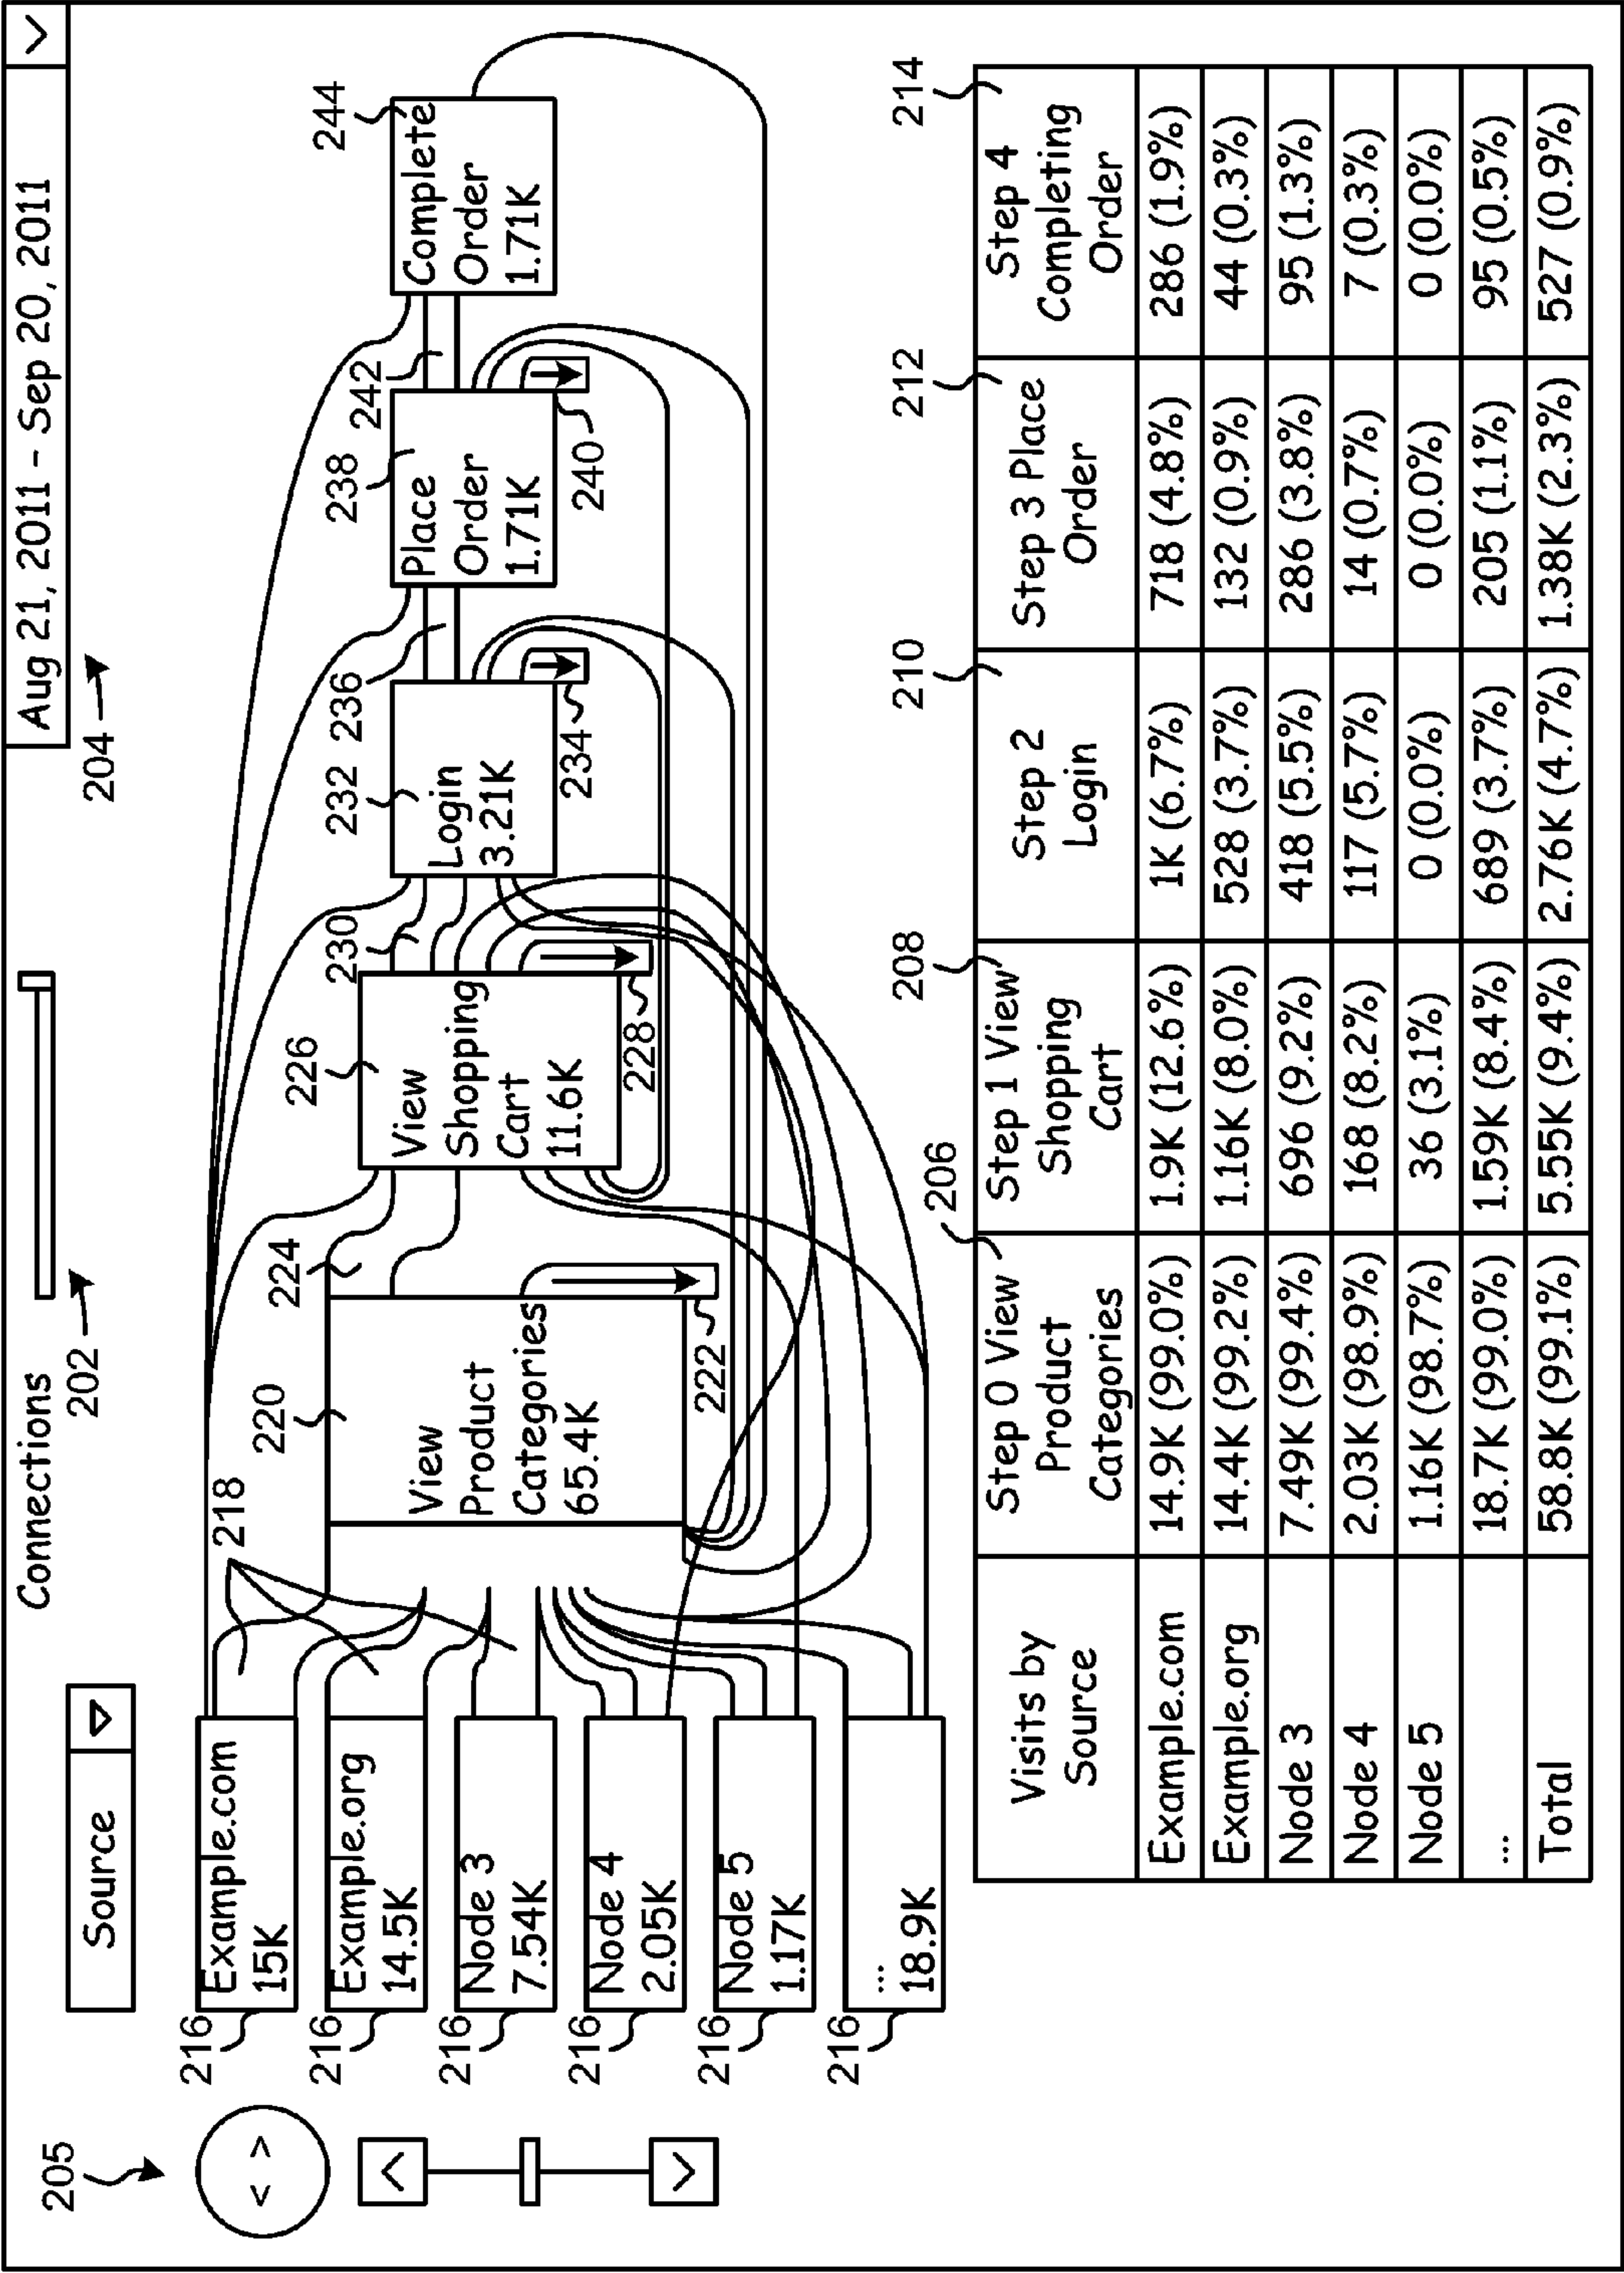 Source
Connections
Aug 21, 2011 – Sep 20, 2011
202
204
205
216
Example.com
15K
216
Example.org
14.5K
216
Node 3
7.54K
216
Node 4
2.05K
216
Node 5
1.17K
216
...
18.9K
218
220
View
Product
Categories
65.4K
222
224
226
View
Shopping
Cart
11.6K
228
230
232
Login
3.21K
234
236
238
Place
Order
1.71K
240
242
244
Complete
Order
1.71K
206
208
210
212
214
Visits by Source
Step 0 View Product Categories
Step 1 View Shopping Cart
Step 2 Login
Step 3 Place Order
Step 4 Completing Order
Example.com 14.9K (99.0%) 1.9K (12.6%) 1K (6.7%) 718 (4.8%) 286 (1.9%)
Example.org 14.4K (99.2%) 1.16K (8.0%) 528 (3.7%) 132 (0.9%) 44 (0.3%)
Node 3 7.49K (99.4%) 696 (9.2%) 418 (5.5%) 286 (3.8%) 95 (1.3%)
Node 4 2.03K (98.9%) 168 (8.2%) 117 (5.7%) 14 (0.7%) 7 (0.3%)
Node 5 1.16K (98.7%) 36 (3.1%) 0 (0.0%) 0 (0.0%) 0 (0.0%)
... 18.7K (99.0%) 1.59K (8.4%) 689 (3.7%) 205 (1.1%) 95 (0.5%)
Total 58.8K (99.1%) 5.55K (9.4%) 2.76K (4.7%) 1.38K (2.3%) 527 (0.9%)